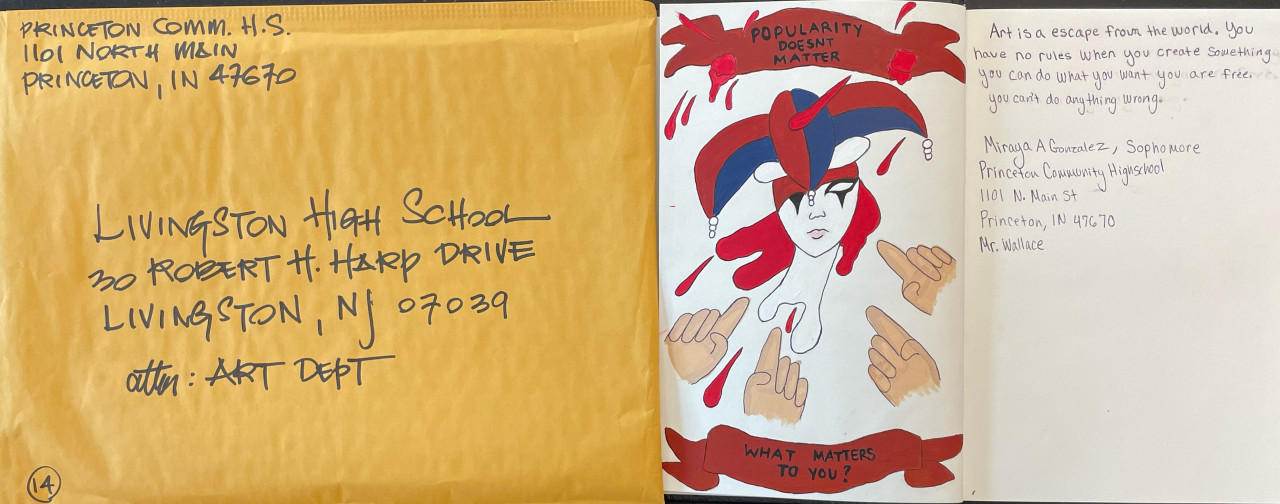 PRINCETON COMM. H.S.
1101 NORTH MAIN
PRINCETON, IN 47670
LIVINGSTON HIGH SCHOOL
30 ROBERT H. HARP DRIVE
LIVINGSTON, NJ 07039
attn: ART DEPT
14
POPULARITY
DOESNT
MATTER
WHAT MATTERS
TO YOU?
Art is a escape from the world. You
have no rules when you create something
you can do what you want you are free.
you can't do anything wrong.
Miraya A Gonzalez, Sophomore
Princeton Community Highschool
1101 N. Main St
Princeton, IN 47670
Mr. Wallace